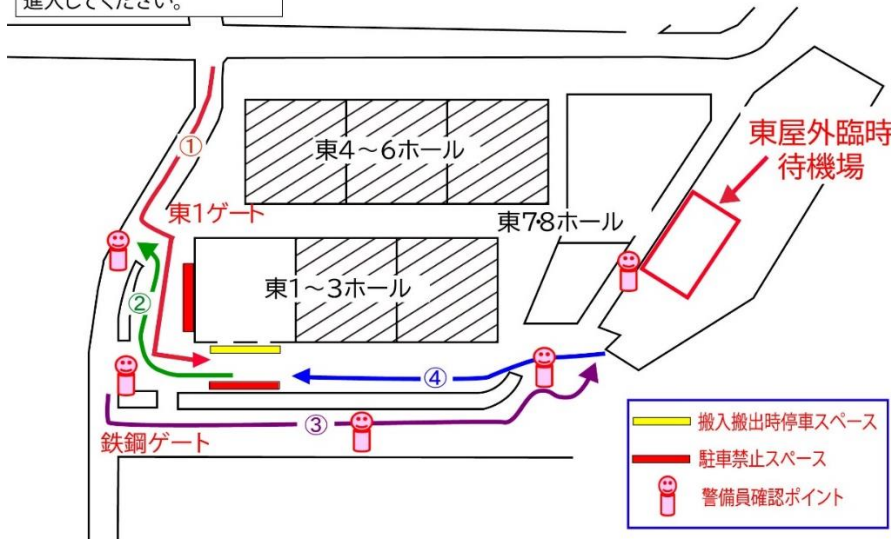 進入してください。
①
東4～6ホール
東屋外臨時
待機場
東1ゲート
東7・8ホール
②
東1～3ホール
④
③
鉄鋼ゲート
搬入搬出時停車スペース
駐車禁止スペース
警備員確認ポイント